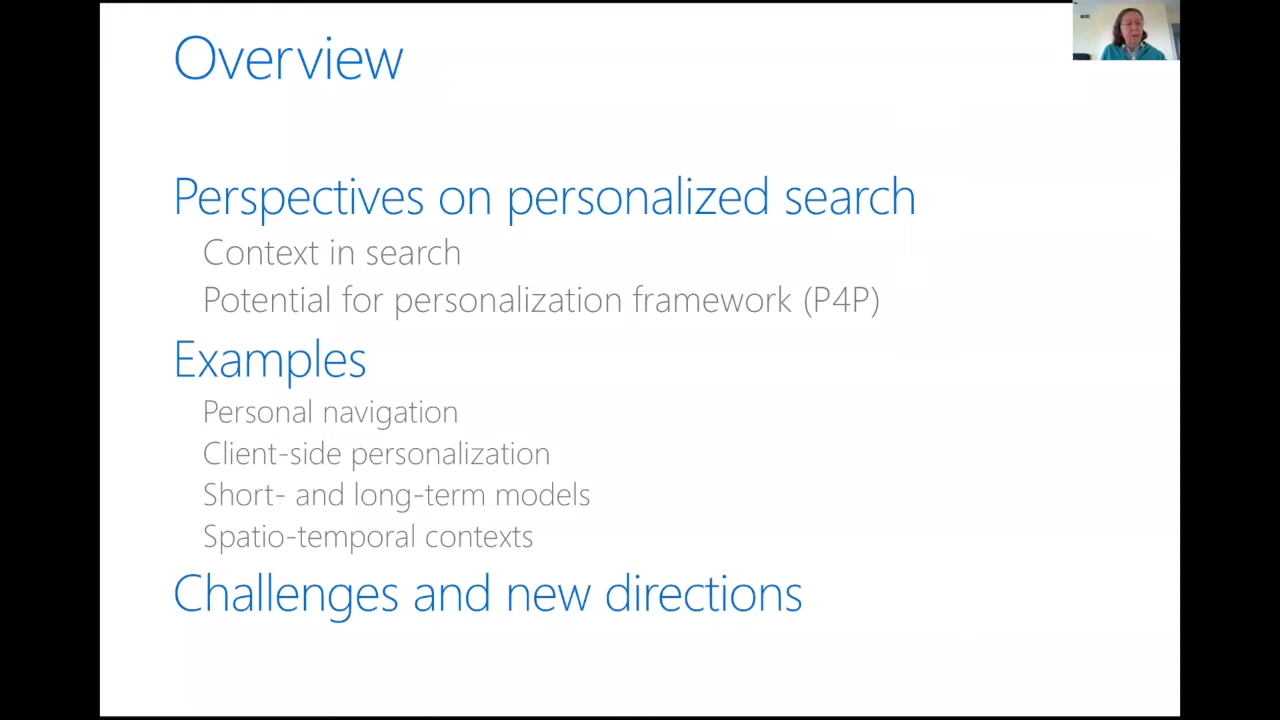 Overview
Perspectives on personalized search
Context in search
Potential for personalization framework (P4P)
Examples
Personal navigation
Client-side personalization
Short- and long-term models
Spatio-temporal contexts
Challenges and new directions